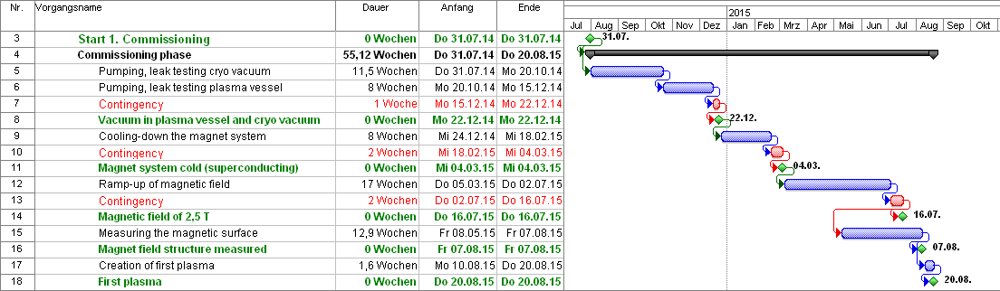 Nr. Vorgangsname Dauer Anfang Ende 2015
Jul Aug Sep Okt Nov Dez Jan Feb Mrz Apr Mai Jun Jul Aug
3 Start 1. Commissioning 0 Wochen Do 31.07.14 Do 31.07.14 31.07.
4 Commissioning phase 55,12 Wochen Do 31.07.14 Do 20.08.15
5 Pumping, leak testing cryo vacuum 11,5 Wochen Do 31.07.14 Mo 20.10.14
6 Pumping, leak testing plasma vessel 8 Wochen Mo 20.10.14 Mo 15.12.14
7 Contingency 1 Woche Mo 15.12.14 Mo 22.12.14
8 Vacuum in plasma vessel and cryo vacuum 0 Wochen Mo 22.12.14 Mo 22.12.14 22.12.
9 Cooling-down the magnet system 8 Wochen Mi 24.12.14 Mi 18.02.15
10 Contingency 2 Wochen Mi 18.02.15 Mi 04.03.15
11 Magnet system cold (superconducting) 0 Wochen Mi 04.03.15 Mi 04.03.15 04.03.
12 Ramp-up of magnetic field 17 Wochen Do 05.03.15 Do 02.07.15
13 Contingency 2 Wochen Do 02.07.15 Do 16.07.15
14 Magnetic field of 2,5 T 0 Wochen Do 16.07.15 Do 16.07.15 16.07.
15 Measuring the magnetic surface 12,9 Wochen Fr 08.05.15 Fr 07.08.15
16 Magnet field structure measured 0 Wochen Fr 07.08.15 Fr 07.08.15 07.08.
17 Creation of first plasma 1,6 Wochen Mo 10.08.15 Do 20.08.15
18 First plasma 0 Wochen Do 20.08.15 Do 20.08.15 20.08.